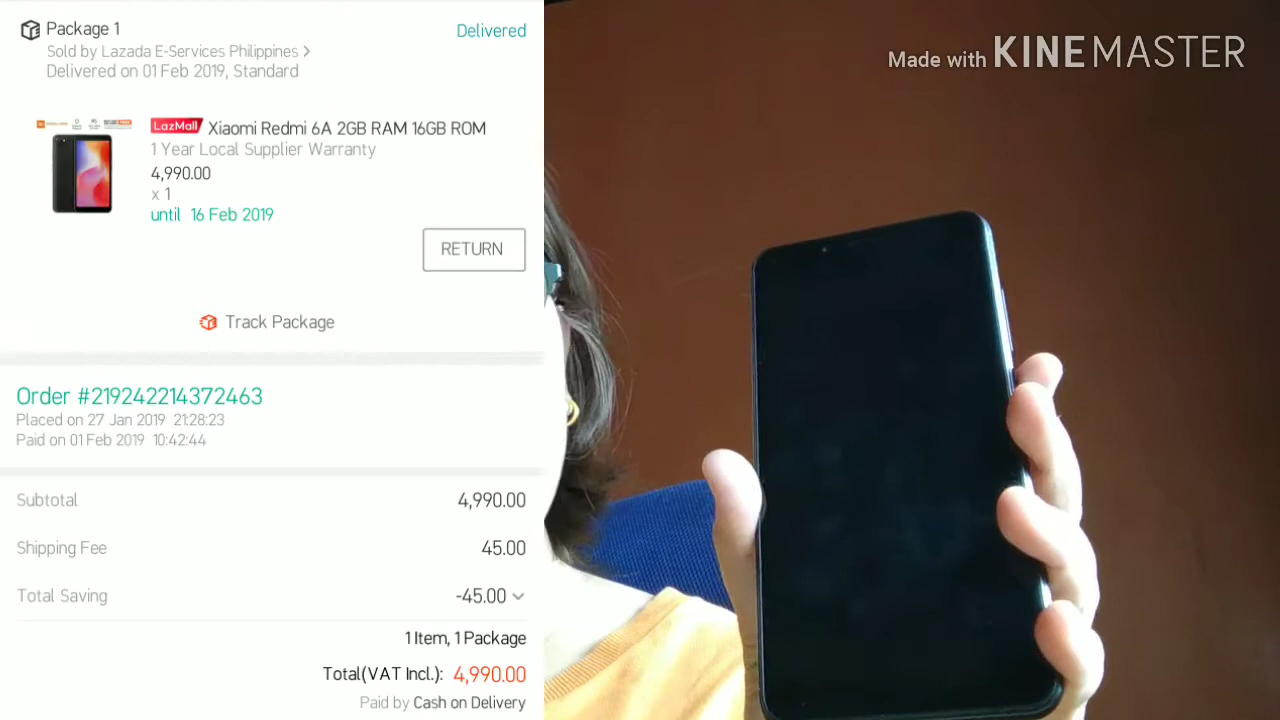 Package 1
Delivered
Sold by Lazada E-Services Philippines >
Delivered on 01 Feb 2019, Standard
LazMall Xiaomi Redmi 6A 2GB RAM 16GB ROM
1 Year Local Supplier Warranty
4,990.00
x 1
until 16 Feb 2019
RETURN
Track Package
Order #219242214372463
Placed on 27 Jan 2019 21:28:23
Paid on 01 Feb 2019 10:42:44
Subtotal 4,990.00
Shipping Fee 45.00
Total Saving -45.00
1 Item, 1 Package
Total(VAT Incl.): 4,990.00
Paid by Cash on Delivery
Made with KINEMASTER